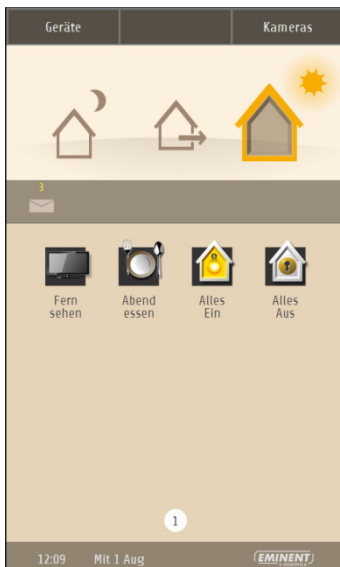 Geräte Kameras
3
Fern Abend Alles Alles
sehen essen Ein Aus
1
12:09 Mit 1 Aug EMINENT